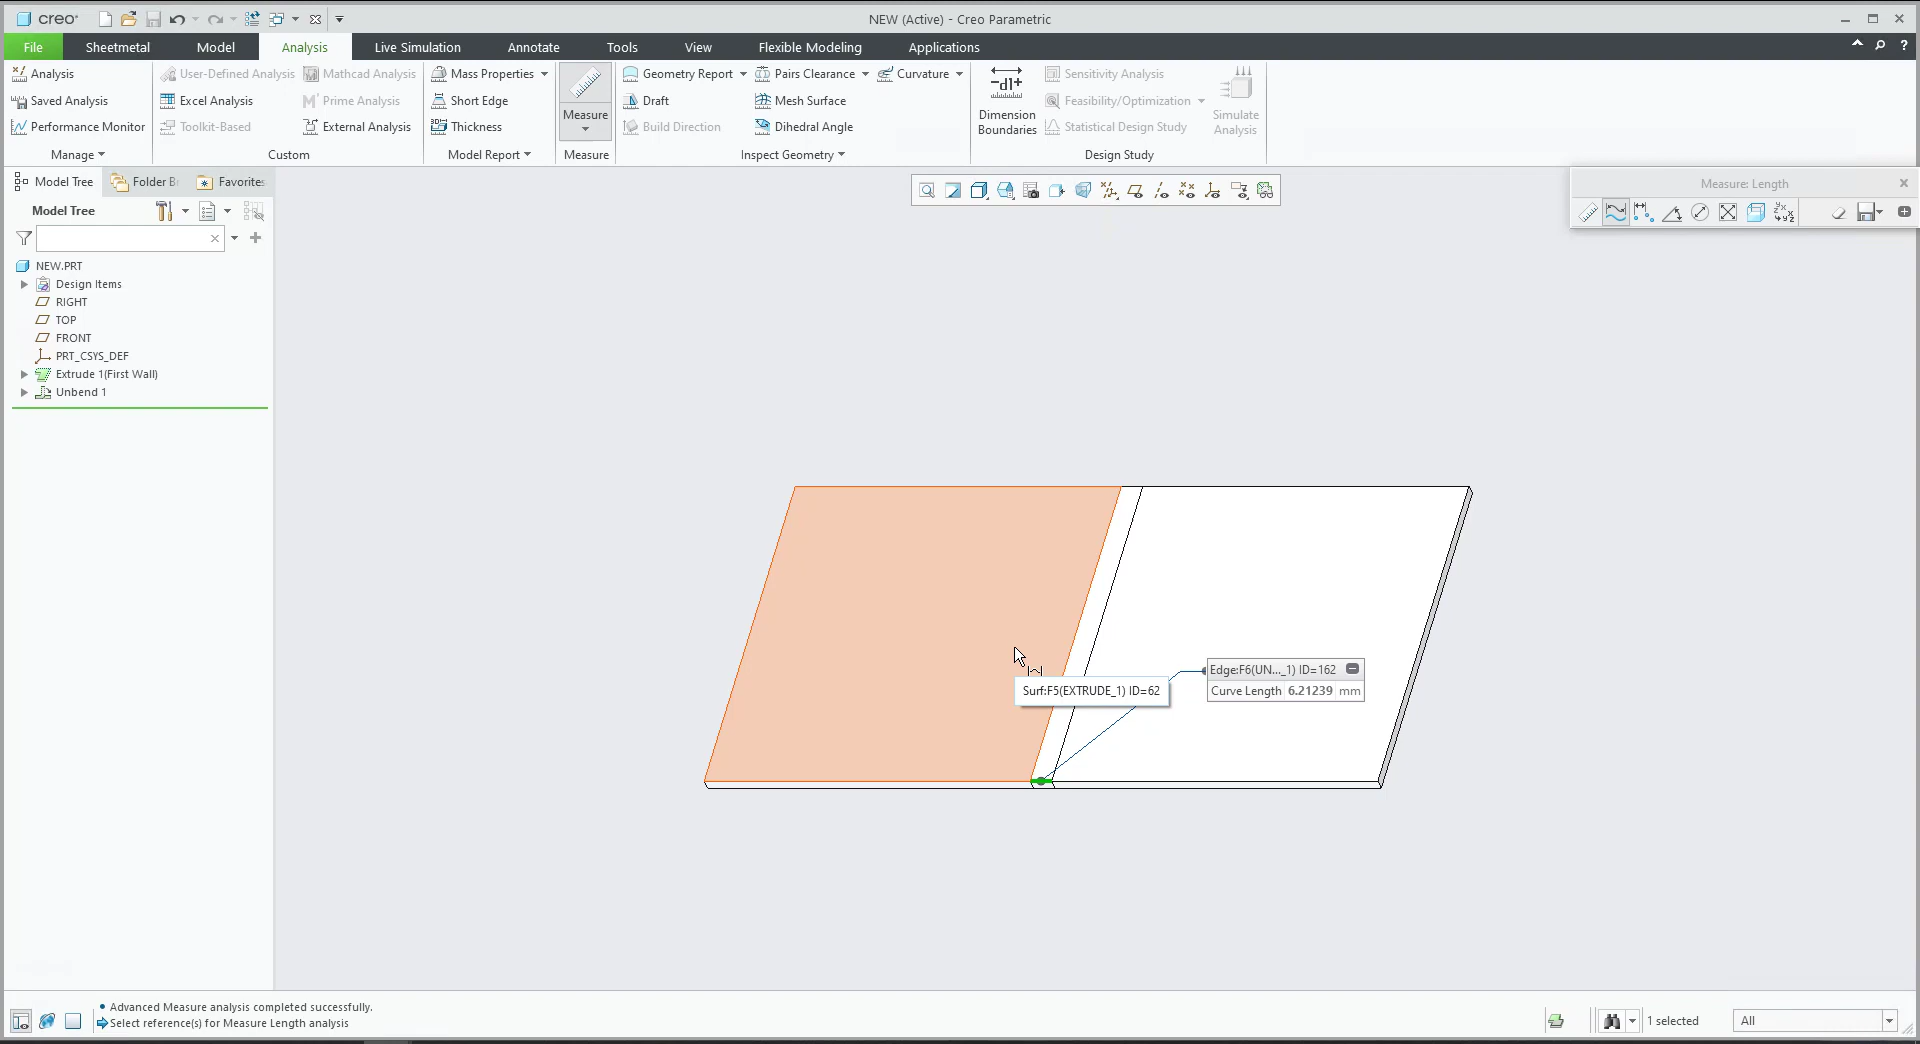 creo
NEW (Active) - Creo Parametric
File
Sheetmetal
Model
Analysis
Live Simulation
Annotate
Tools
View
Flexible Modeling
Applications
Analysis
Saved Analysis
Performance Monitor
Manage
User-Defined Analysis
Excel Analysis
Toolkit-Based
Mathcad Analysis
Prime Analysis
External Analysis
Custom
Mass Properties
Short Edge
Thickness
Model Report
Measure
Measure
Geometry Report
Draft
Build Direction
Pairs Clearance
Mesh Surface
Dihedral Angle
Curvature
Inspect Geometry
Dimension
Boundaries
Sensitivity Analysis
Feasibility/Optimization
Statistical Design Study
Simulate
Analysis
Design Study
Model Tree
Folder B
Favorites
Model Tree
NEW.PRT
Design Items
RIGHT
TOP
FRONT
PRT_CSYS_DEF
Extrude 1(First Wall)
Unbend 1
Measure: Length
Surf:F5(EXTRUDE_1) ID=62
Edge:F6(UN..._1) ID=162
Curve Length 6.21239 mm
• Advanced Measure analysis completed successfully.
Select reference(s) for Measure Length analysis
1 selected
All